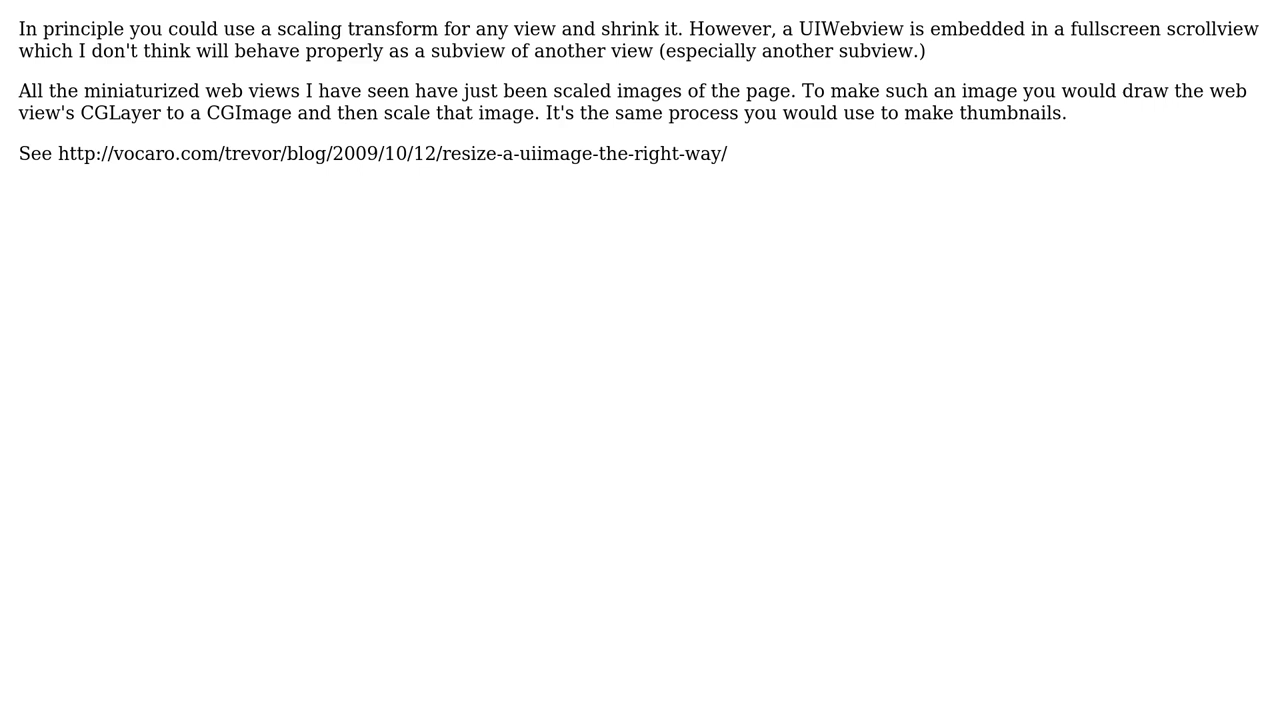 In principle you could use a scaling transform for any view and shrink it. However, a UIWebview is embedded in a fullscreen scrollview
which I don't think will behave properly as a subview of another view (especially another subview.)
All the miniaturized web views I have seen have just been scaled images of the page. To make such an image you would draw the web
view's CGLayer to a CGImage and then scale that image. It's the same process you would use to make thumbnails.
See http://vocaro.com/trevor/blog/2009/10/12/resize-a-uiimage-the-right-way/